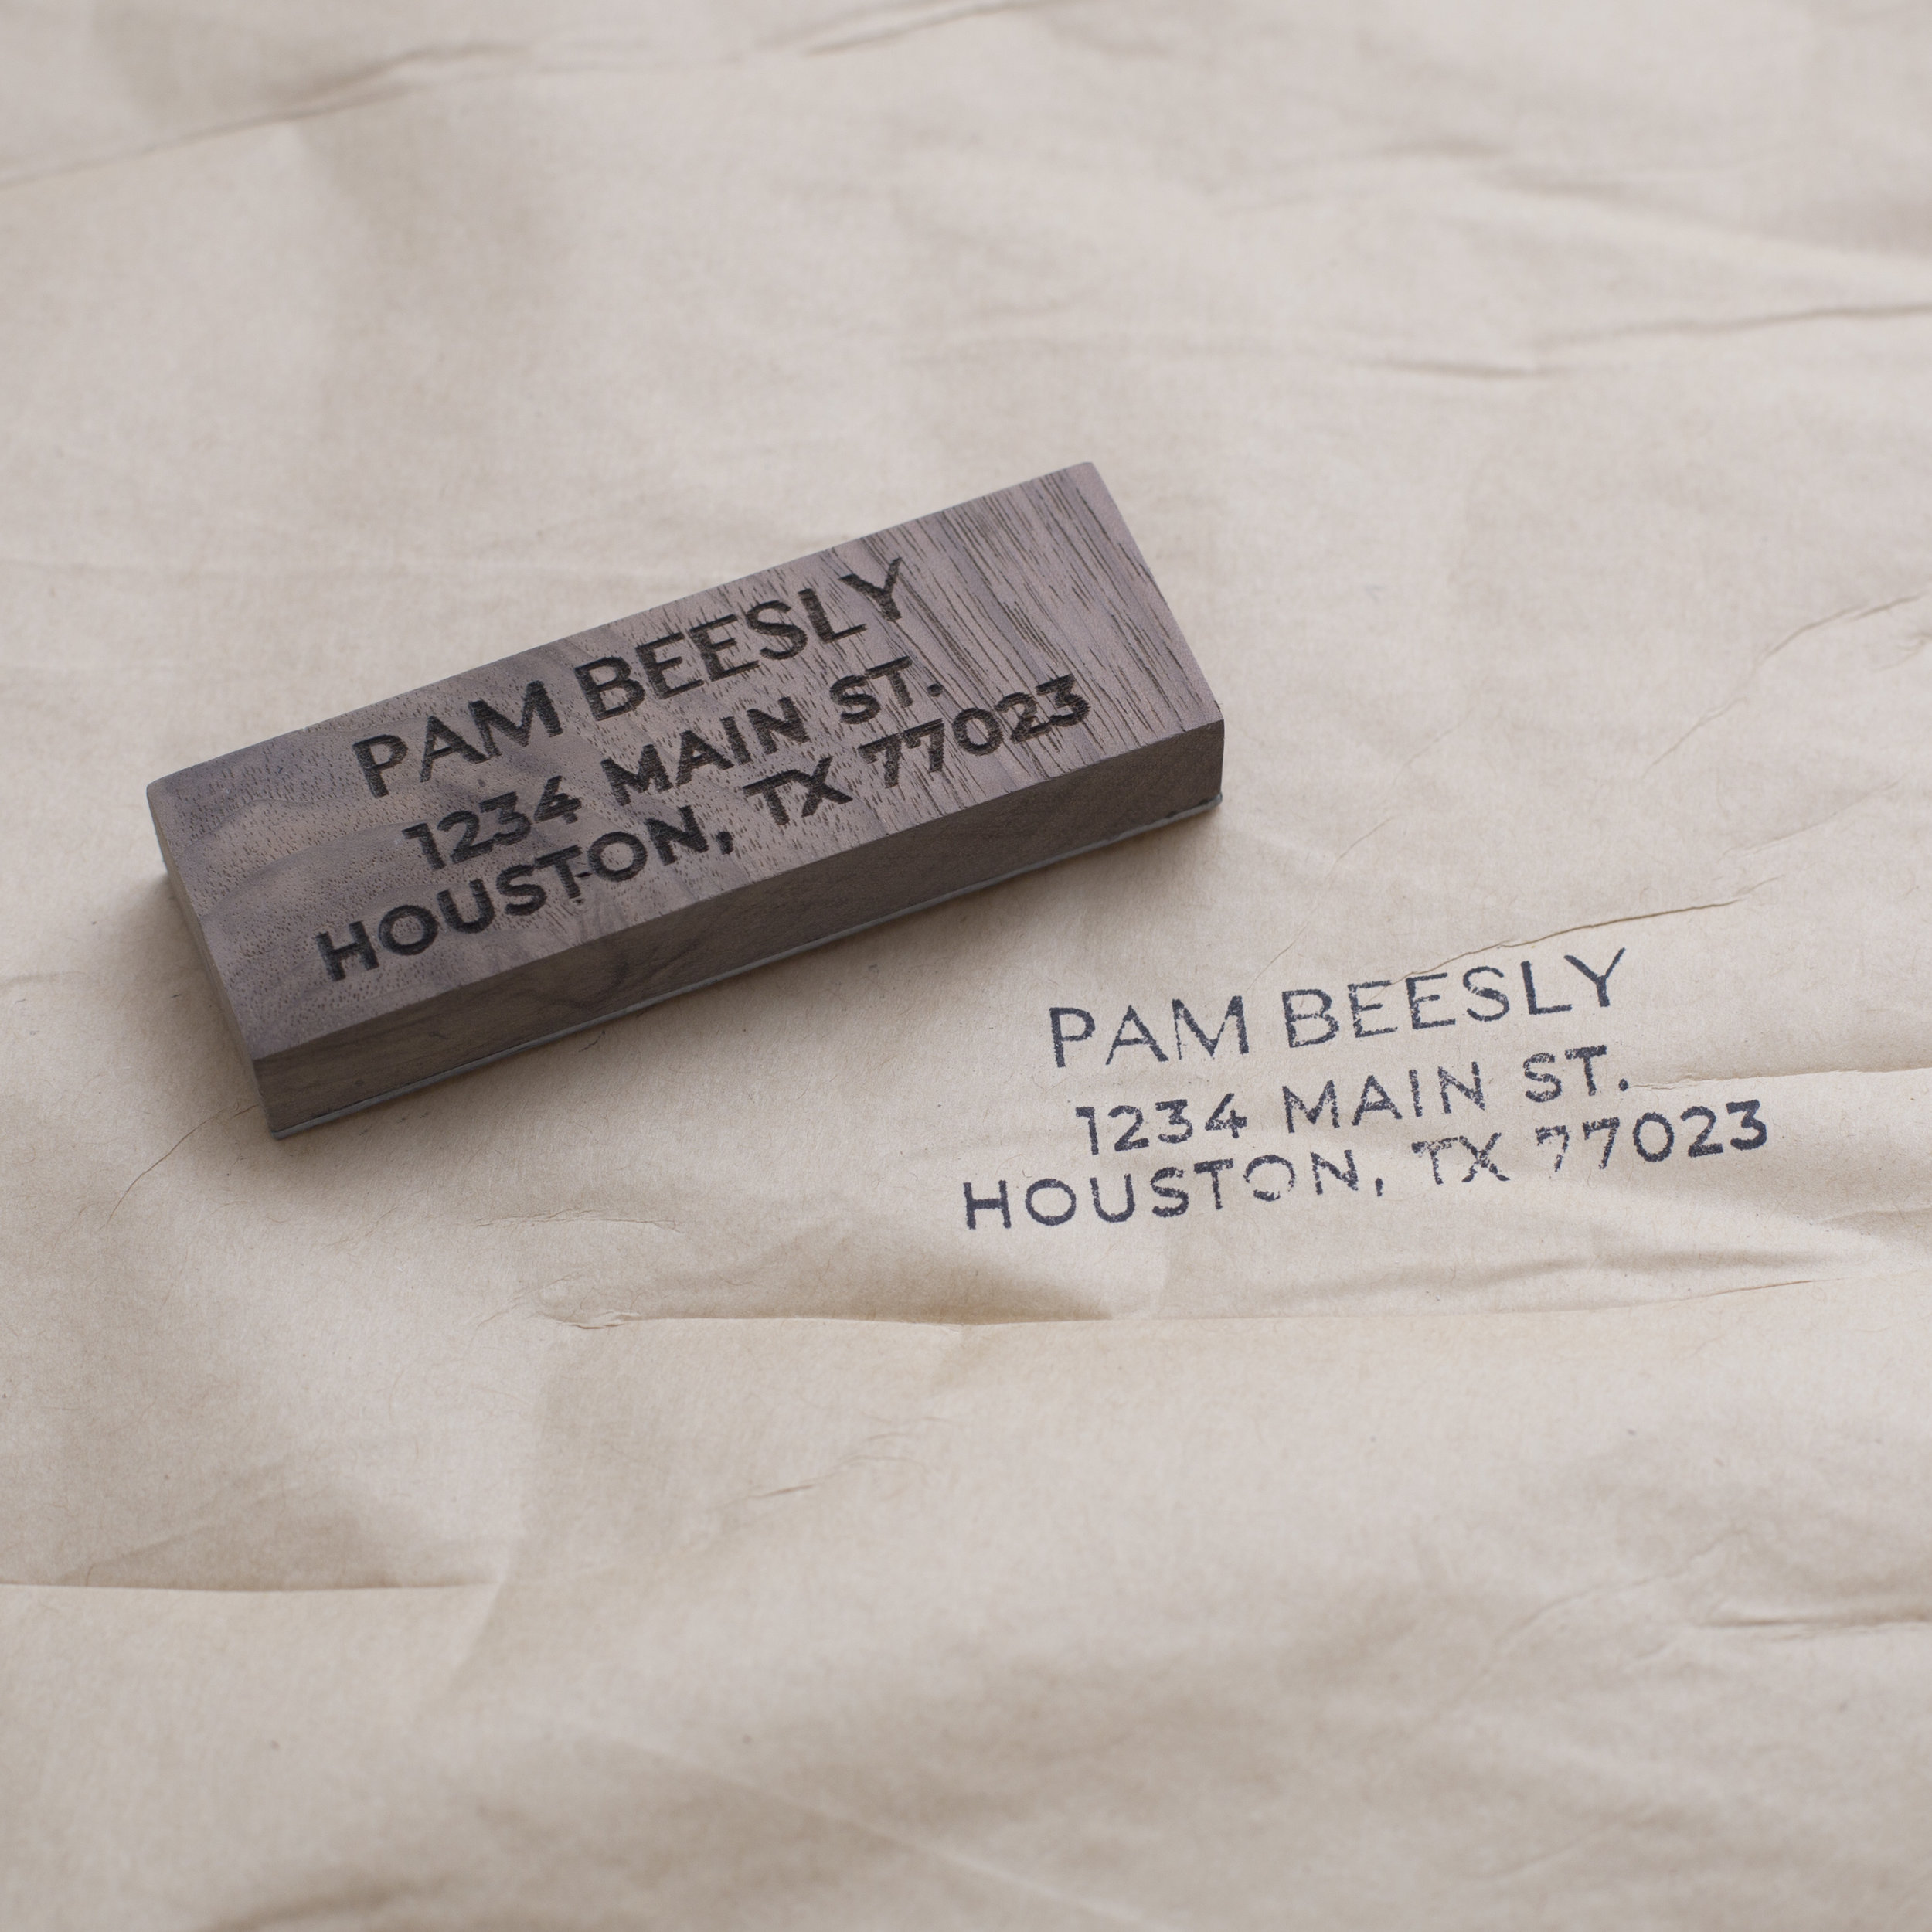 PAM BEESLY
1234 MAIN ST.
HOUSTON, TX 77023
PAM BEESLY
1234 MAIN ST.
HOUSTON, TX 77023